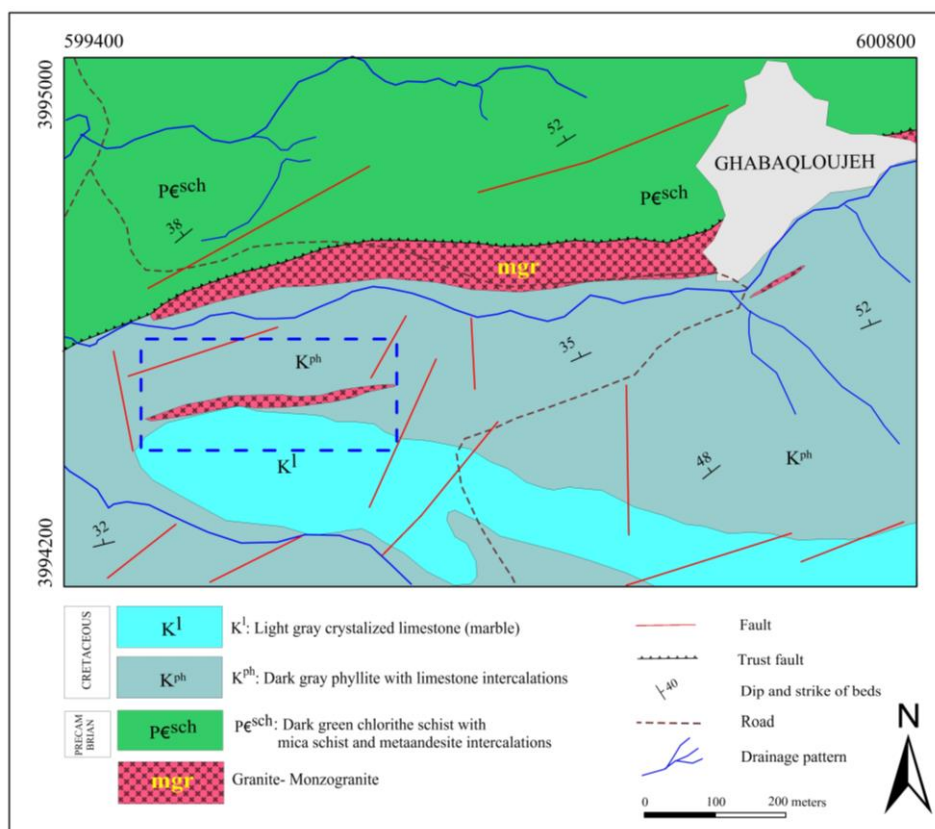 599400 600800
3995000
52
GHABAQLOUJEH
P€sch
P€sch
38
mgr
52
35
Kph
Kl
48
Kph
32
3994200
CRETACEOUS
Kl
Kl: Light gray crystalized limestone (marble)
Kph
Kph: Dark gray phyllite with limestone intercalations
PRECAM
BRIAN
P€sch
P€sch: Dark green chlorithe schist with
mica schist and metaandesite intercalations
mgr
Granite- Monzogranite
Fault
Trust fault
40
Dip and strike of beds
Road
Drainage pattern
0 100 200 meters
N